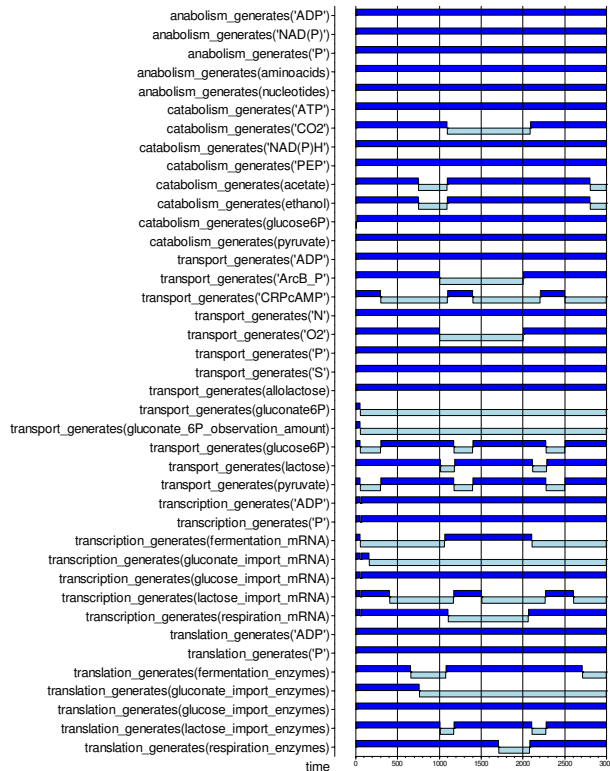 anabolism_generates('ADP')
anabolism_generates('NAD(P)')
anabolism_generates('P')
anabolism_generates(aminoacids)
anabolism_generates(nucleotides)
catabolism_generates('ATP')
catabolism_generates('CO2')
catabolism_generates('NAD(P)H')
catabolism_generates('PEP')
catabolism_generates(acetate)
catabolism_generates(ethanol)
catabolism_generates(glucose6P)
catabolism_generates(pyruvate)
transport_generates('ADP')
transport_generates('ArcB_P')
transport_generates('CRPcAMP')
transport_generates('N')
transport_generates('O2')
transport_generates('P')
transport_generates('S')
transport_generates(allolactose)
transport_generates(gluconate6P)
transport_generates(gluconate_6P_observation_amount)
transport_generates(glucose6P)
transport_generates(lactose)
transport_generates(pyruvate)
transcription_generates('ADP')
transcription_generates('P')
transcription_generates(fermentation_mRNA)
transcription_generates(gluconate_import_mRNA)
transcription_generates(glucose_import_mRNA)
transcription_generates(lactose_import_mRNA)
transcription_generates(respiration_mRNA)
translation_generates('ADP')
translation_generates('P')
translation_generates(fermentation_enzymes)
translation_generates(gluconate_import_enzymes)
translation_generates(glucose_import_enzymes)
translation_generates(lactose_import_enzymes)
translation_generates(respiration_enzymes)
time 0 500 1000 1500 2000 2500 3000